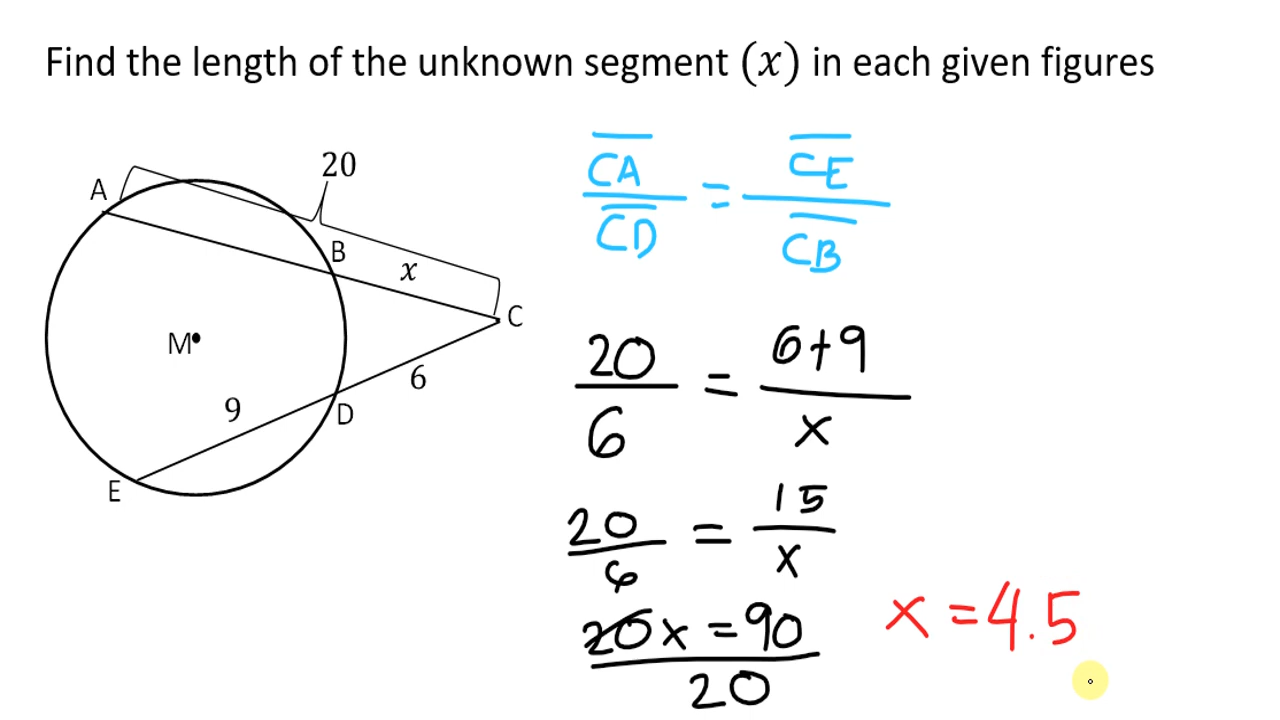 Find the length of the unknown segment (x) in each given figures
20
A
B
x
C
M
6
9
D
E
CA/CD = CE/CB
20/6 = 6+9/x
20/6 = 15/x
20x = 90
20
x = 4.5